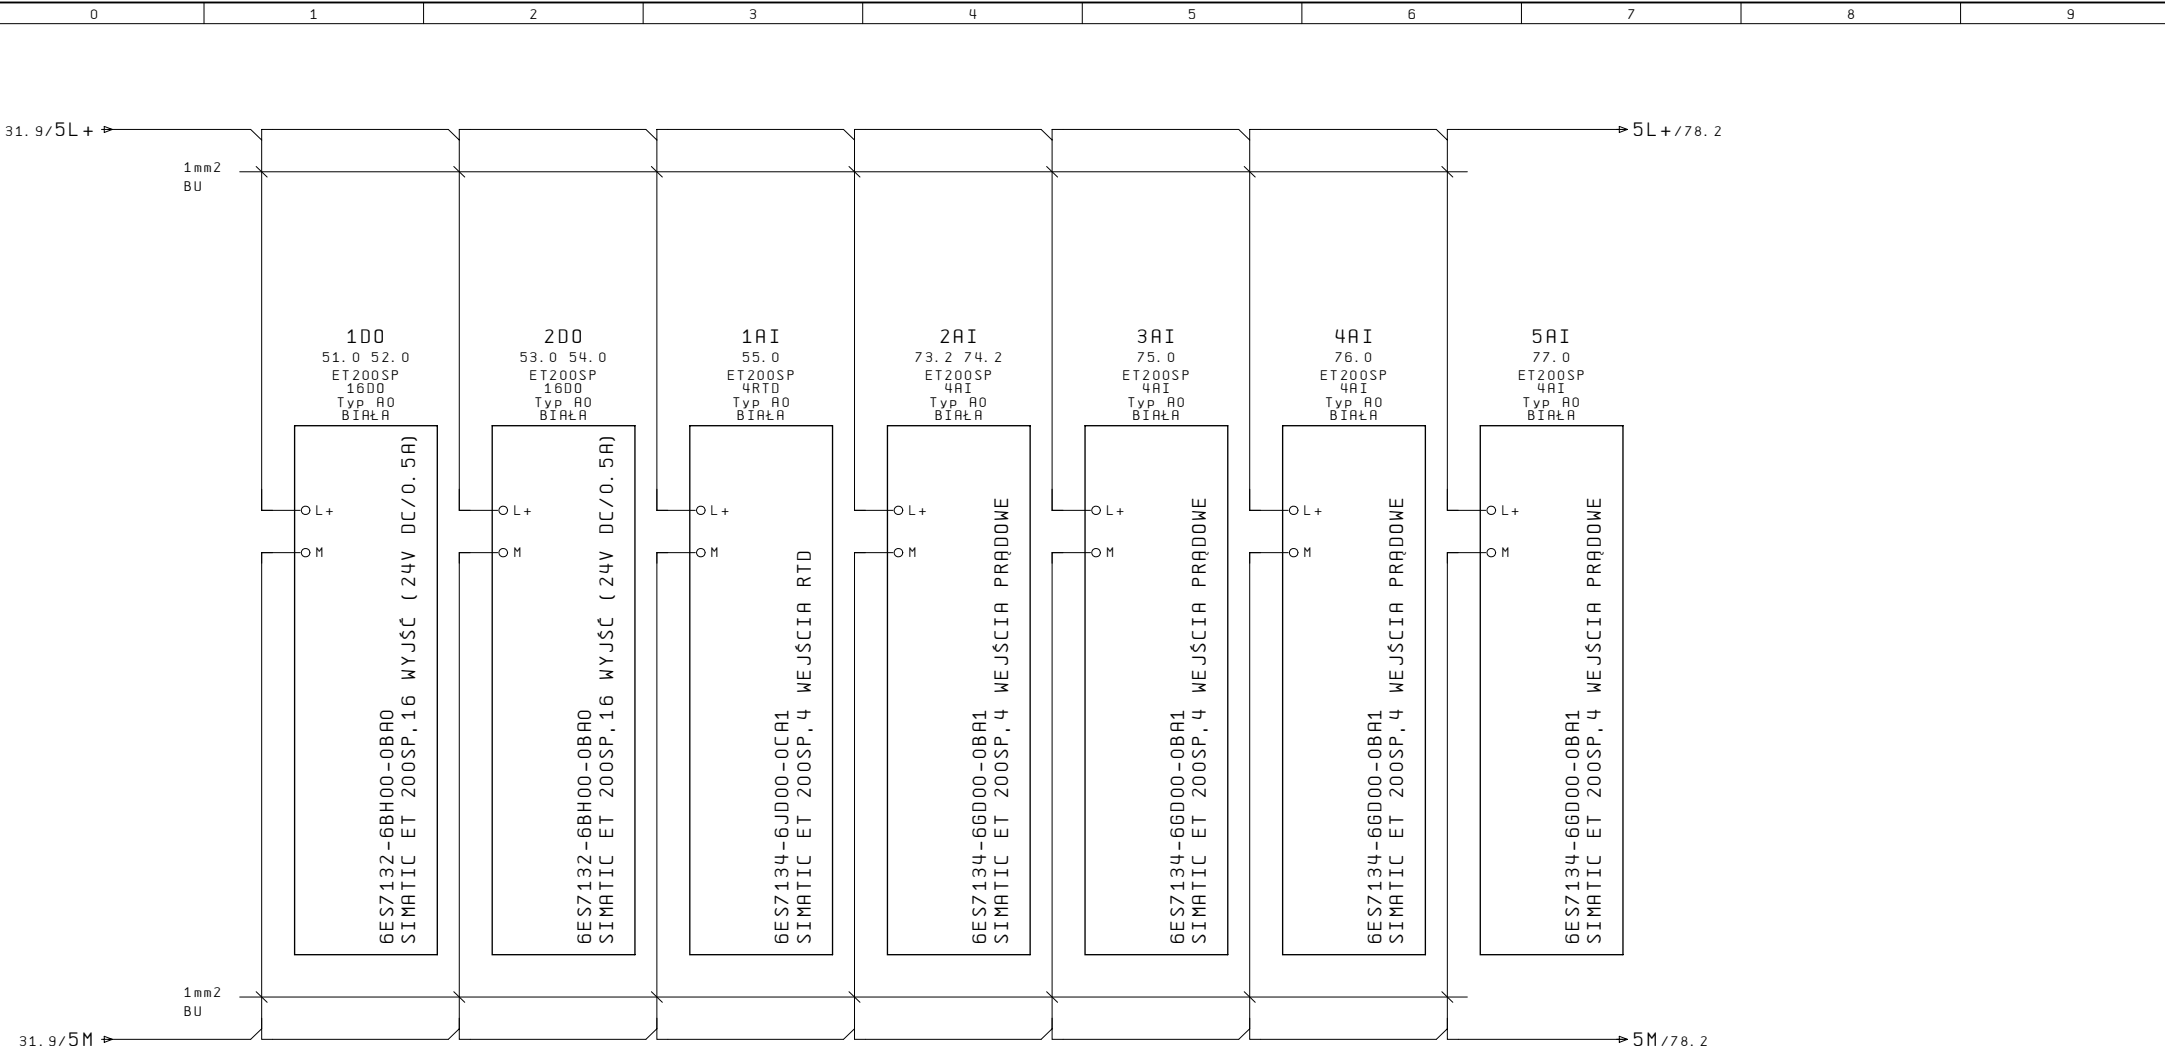 0 1 2 3 4 5 6 7 8 9
31.9/5L+
5L+/78.2
1mm2
BU
1DO
51.0 52.0
ET200SP
16DO
Typ A0
BIAŁA
L+
M
6ES7132-6BH00-0BA0
SIMATIC ET 200SP,16 WYJŚĆ (24V DC/0.5A)
2DO
53.0 54.0
ET200SP
16DO
Typ A0
BIAŁA
L+
M
6ES7132-6BH00-0BA0
SIMATIC ET 200SP,16 WYJŚĆ (24V DC/0.5A)
1AI
55.0
ET200SP
4RTD
Typ A0
BIAŁA
L+
M
6ES7134-6JD00-0CA1
SIMATIC ET 200SP,4 WEJŚCIA RTD
2AI
73.2 74.2
ET200SP
4AI
Typ A0
BIAŁA
L+
M
6ES7134-6GD00-0BA1
SIMATIC ET 200SP,4 WEJŚCIA PRĄDOWE
3AI
75.0
ET200SP
4AI
Typ A0
BIAŁA
L+
M
6ES7134-6GD00-0BA1
SIMATIC ET 200SP,4 WEJŚCIA PRĄDOWE
4AI
76.0
ET200SP
4AI
Typ A0
BIAŁA
L+
M
6ES7134-6GD00-0BA1
SIMATIC ET 200SP,4 WEJŚCIA PRĄDOWE
5AI
77.0
ET200SP
4AI
Typ A0
BIAŁA
L+
M
6ES7134-6GD00-0BA1
SIMATIC ET 200SP,4 WEJŚCIA PRĄDOWE
1mm2
BU
31.9/5M
5M/78.2